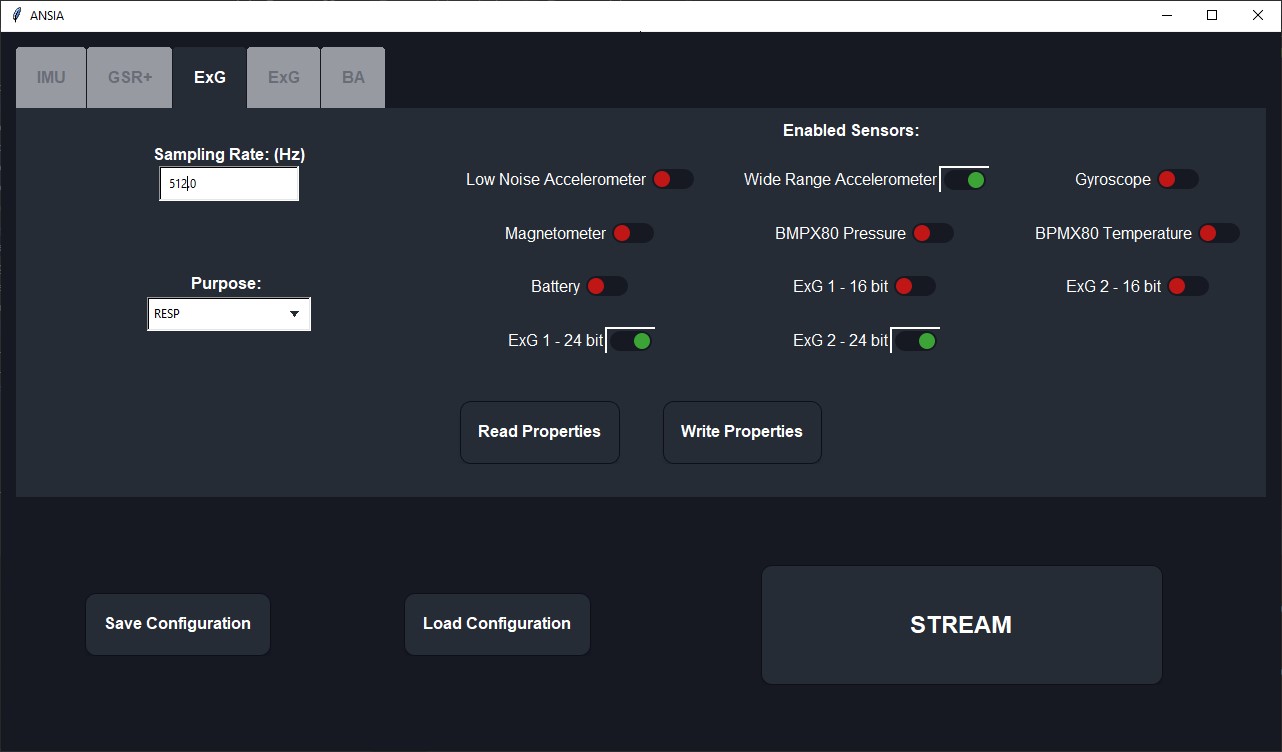 ANSIA
IMU GSR+ ExG ExG BA
Enabled Sensors:
Sampling Rate: (Hz)
512.0
Low Noise Accelerometer Wide Range Accelerometer Gyroscope
Magnetometer BMPX80 Pressure BPMX80 Temperature
Purpose:
RESP
Battery ExG 1 - 16 bit ExG 2 - 16 bit
ExG 1 - 24 bit ExG 2 - 24 bit
Read Properties Write Properties
Save Configuration Load Configuration STREAM